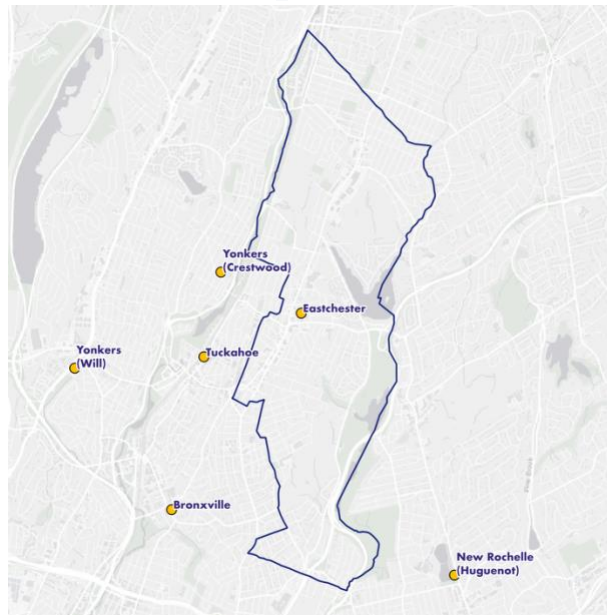 Yonkers
(Crestwood)
Eastchester
Yonkers
(Will)
Tuckahoe
Bronxville
New Rochelle
(Huguenot)